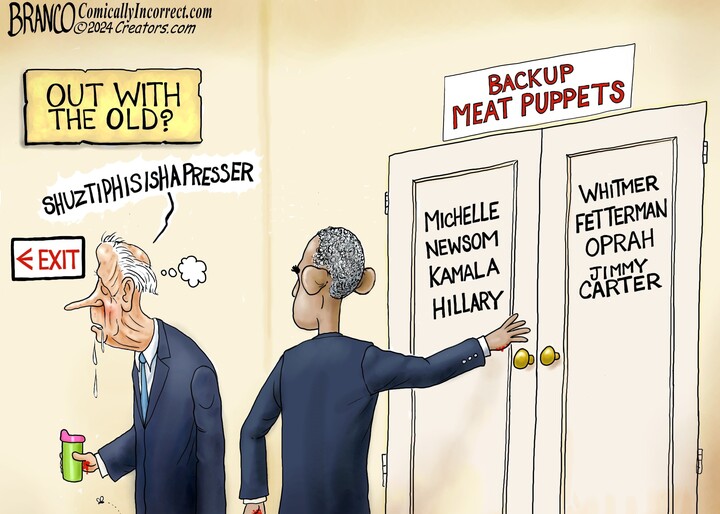 BRANCO ComicallyIncorrect.com
©2024 Creators.com
OUT WITH
THE OLD?
SHUZTIPHISISHAPRESSER
← EXIT
BACKUP
MEAT PUPPETS
MICHELLE
NEWSOM
KAMALA
HILLARY
WHITMER
FETTERMAN
OPRAH
JIMMY
CARTER